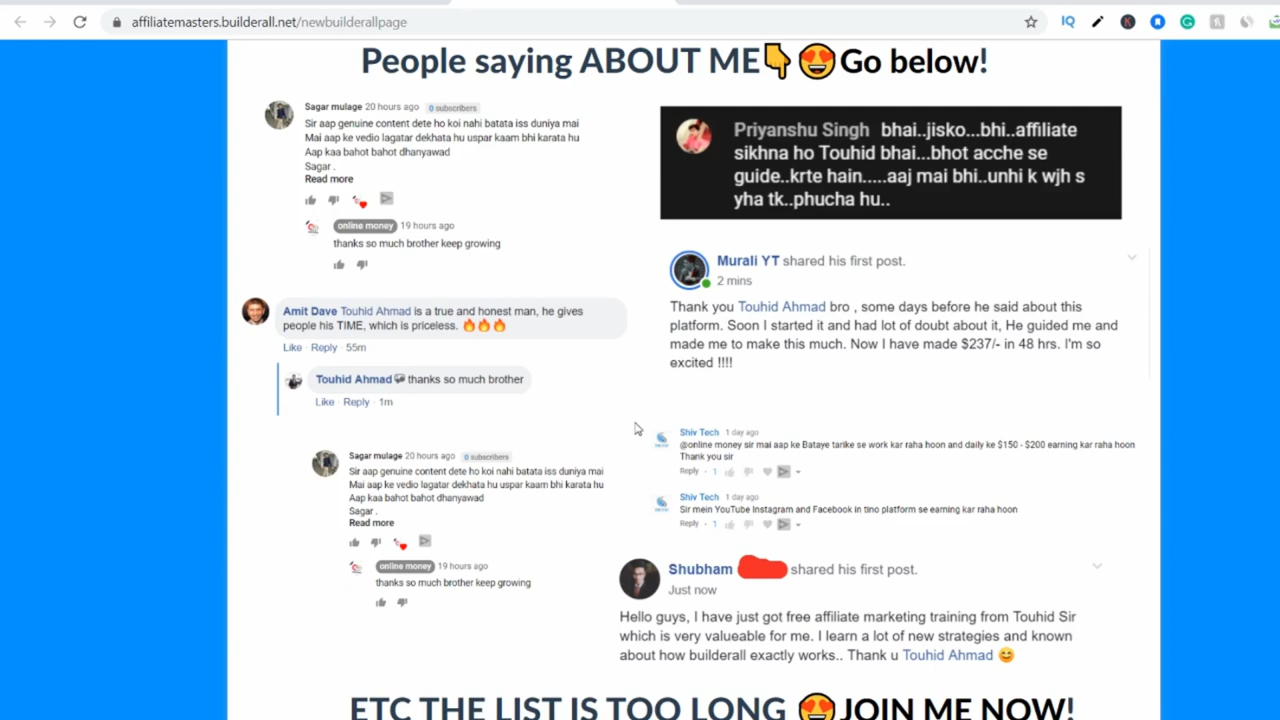 affiliatemasters.builderall.net/newbuilderallpage
People saying ABOUT ME👇😍Go below!
Sagar mulage 20 hours ago 0 subscribers
Sir aap genuine content dete ho koi nahi batata iss duniya mai
Mai aap ke vedio lagatar dekhata hu uspar kaam bhi karata hu
Aap kaa bahot bahot dhanyawad
Sagar .
Read more
online money 19 hours ago
thanks so much brother keep growing
Priyanshu Singh bhai..jisko...bhi..affiliate
sikhna ho Touhid bhai...bhot acche se
guide..krte hain.....aaj mai bhi..unhi k wjh s
yha tk..phucha hu..
Murali YT shared his first post.
2 mins
Thank you Touhid Ahmad bro , some days before he said about this
platform. Soon I started it and had lot of doubt about it, He guided me and
made me to make this much. Now I have made $237/- in 48 hrs. I'm so
excited !!!!
Amit Dave Touhid Ahmad is a true and honest man, he gives
people his TIME, which is priceless. 🔥🔥🔥
Like · Reply · 55m
Touhid Ahmad thanks so much brother
Like · Reply · 1m
Shiv Tech 1 day ago
@online money sir mai aap ke Bataye tarike se work kar raha hoon and daily ke $150 - $200 earning kar raha hoon
Thank you sir
Reply · 1
Shiv Tech 1 day ago
Sir mein YouTube Instagram and Facebook in tino platform se earning kar raha hoon
Reply · 1
Sagar mulage 20 hours ago 0 subscribers
Sir aap genuine content dete ho koi nahi batata iss duniya mai
Mai aap ke vedio lagatar dekhata hu uspar kaam bhi karata hu
Aap kaa bahot bahot dhanyawad
Sagar .
Read more
online money 19 hours ago
thanks so much brother keep growing
Shubham shared his first post.
Just now
Hello guys, I have just got free affiliate marketing training from Touhid Sir
which is very valueable for me. I learn a lot of new strategies and known
about how builderall exactly works.. Thank u Touhid Ahmad 😊
ETC THE LIST IS TOO LONG 😍JOIN ME NOW!